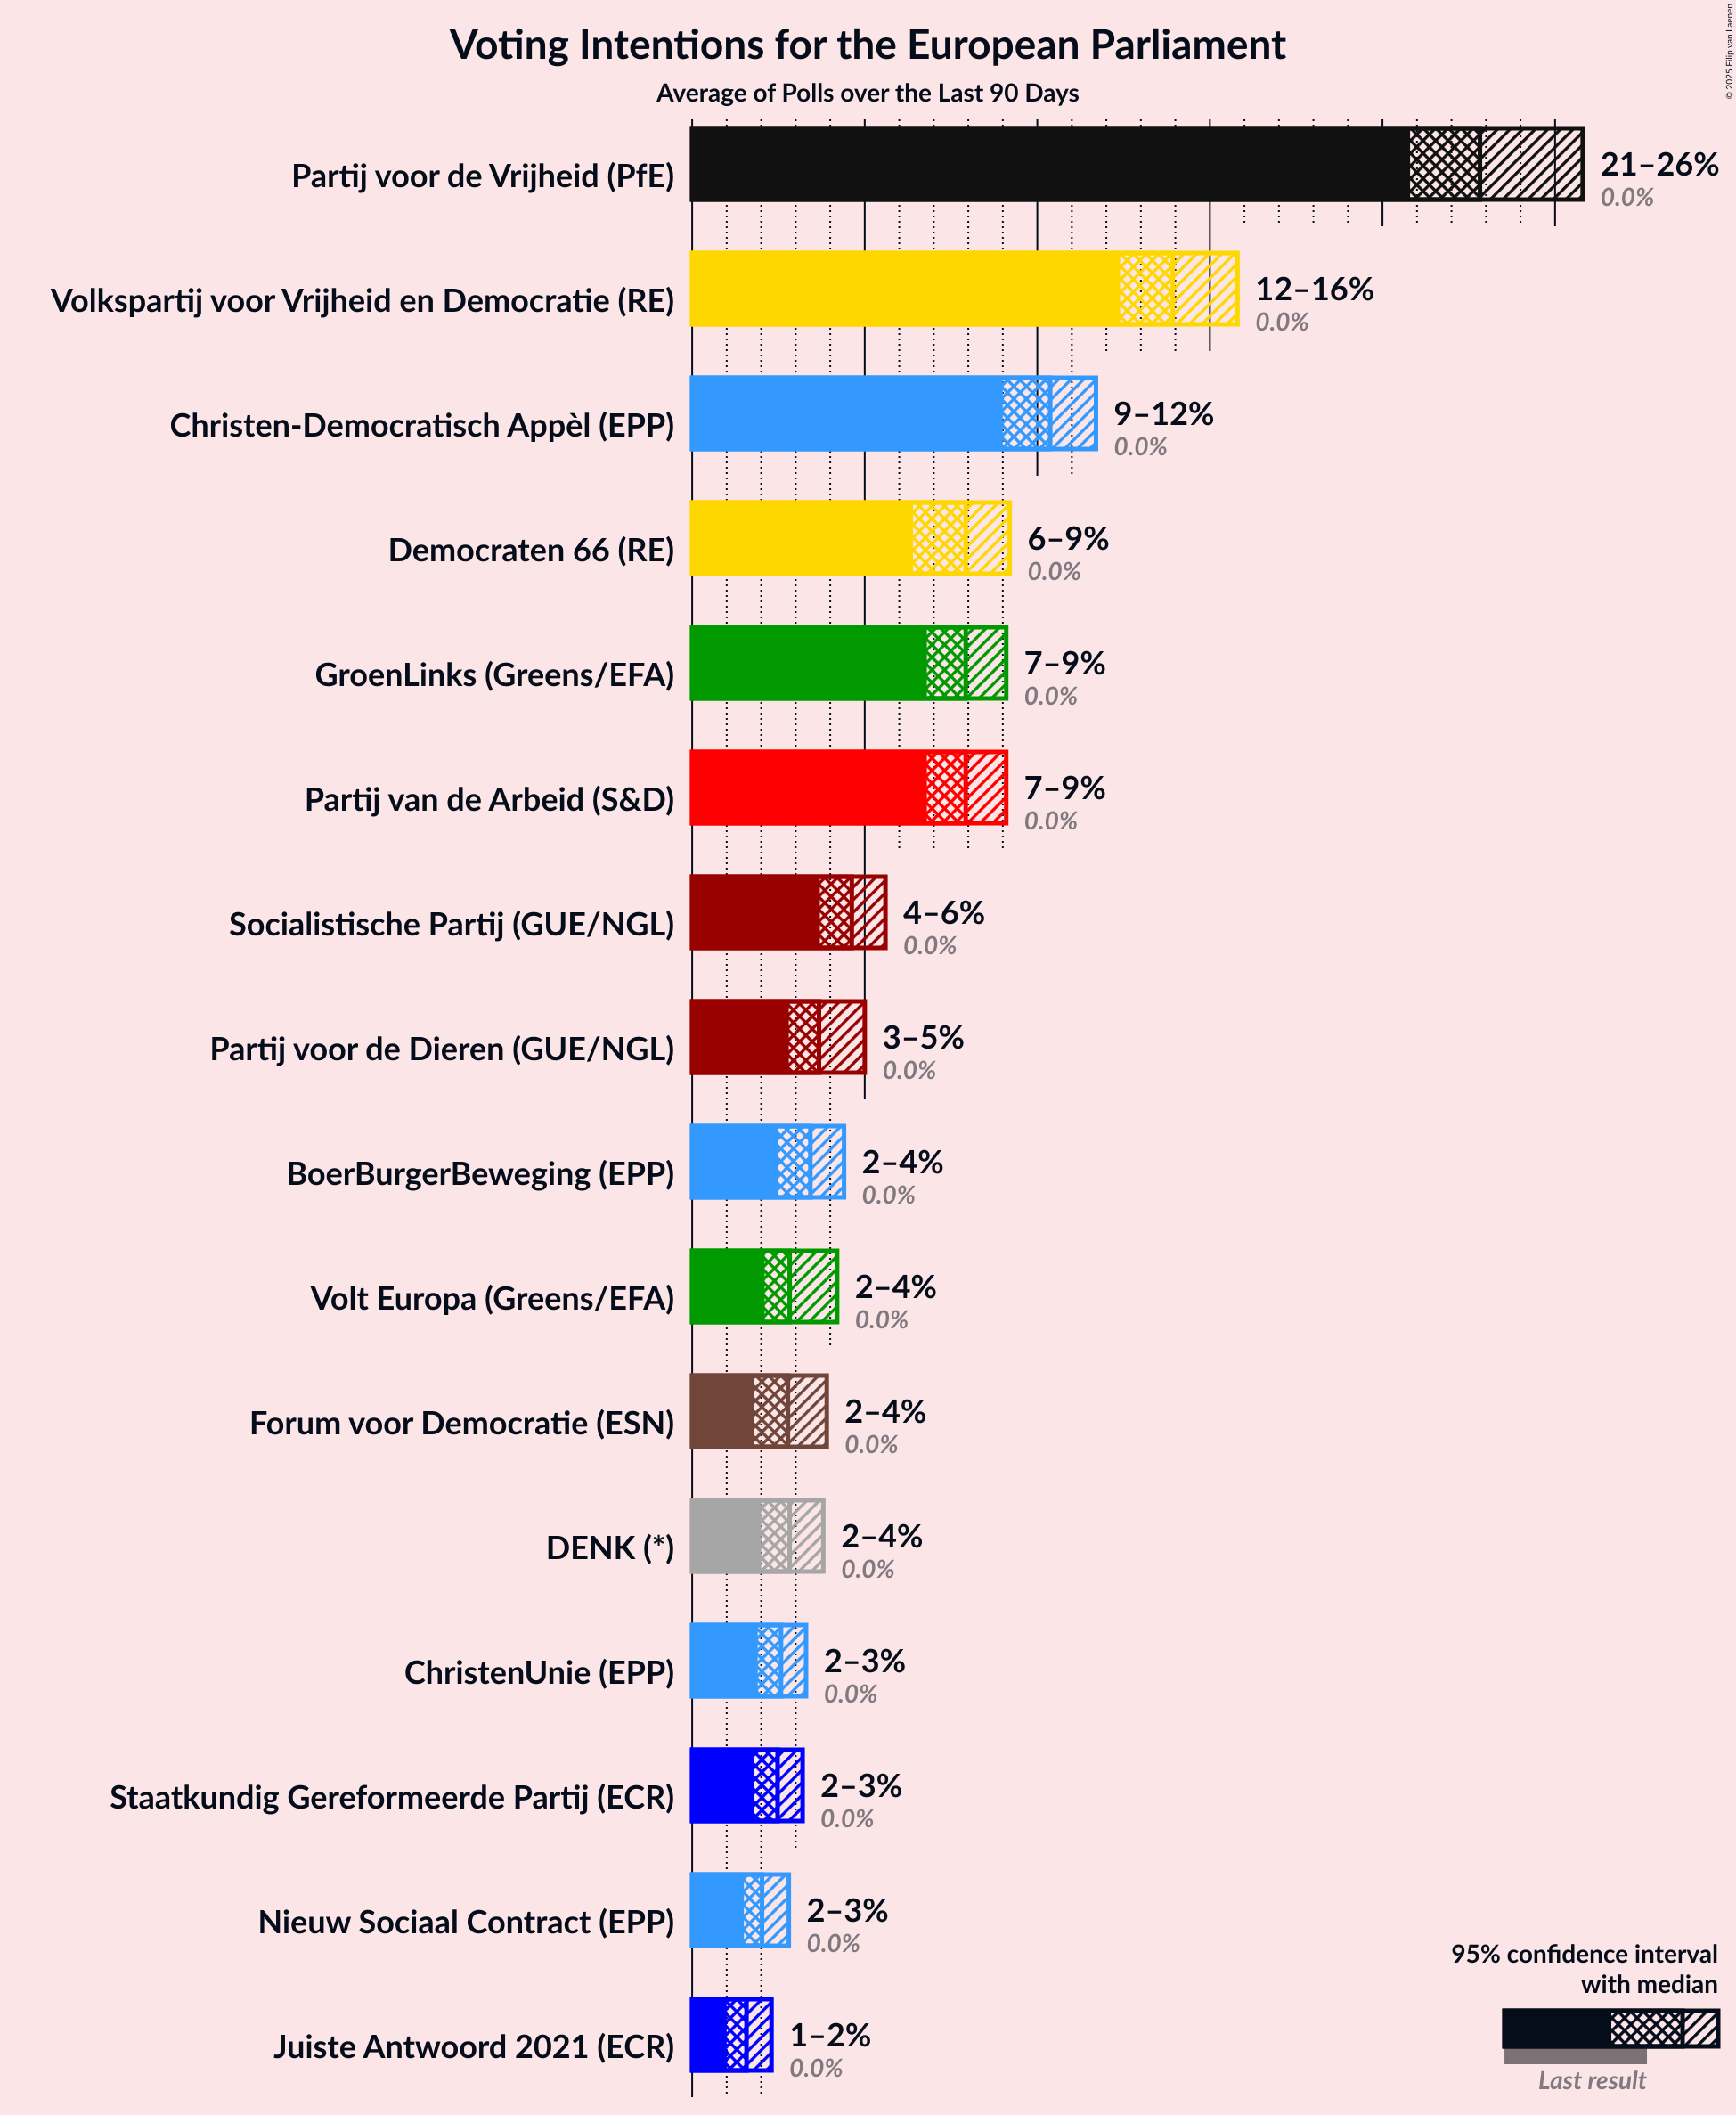 Voting Intentions for the European Parliament
Average of Polls over the Last 90 Days
© 2025 Filip van Laenen
Partij voor de Vrijheid (PfE)
21–26%
0.0%
Volkspartij voor Vrijheid en Democratie (RE)
12–16%
0.0%
Christen-Democratisch Appèl (EPP)
9–12%
0.0%
Democraten 66 (RE)
6–9%
0.0%
GroenLinks (Greens/EFA)
7–9%
0.0%
Partij van de Arbeid (S&D)
7–9%
0.0%
Socialistische Partij (GUE/NGL)
4–6%
0.0%
Partij voor de Dieren (GUE/NGL)
3–5%
0.0%
BoerBurgerBeweging (EPP)
2–4%
0.0%
Volt Europa (Greens/EFA)
2–4%
0.0%
Forum voor Democratie (ESN)
2–4%
0.0%
DENK (*)
2–4%
0.0%
ChristenUnie (EPP)
2–3%
0.0%
Staatkundig Gereformeerde Partij (ECR)
2–3%
0.0%
Nieuw Sociaal Contract (EPP)
2–3%
0.0%
Juiste Antwoord 2021 (ECR)
1–2%
0.0%
95% confidence interval
with median
Last result